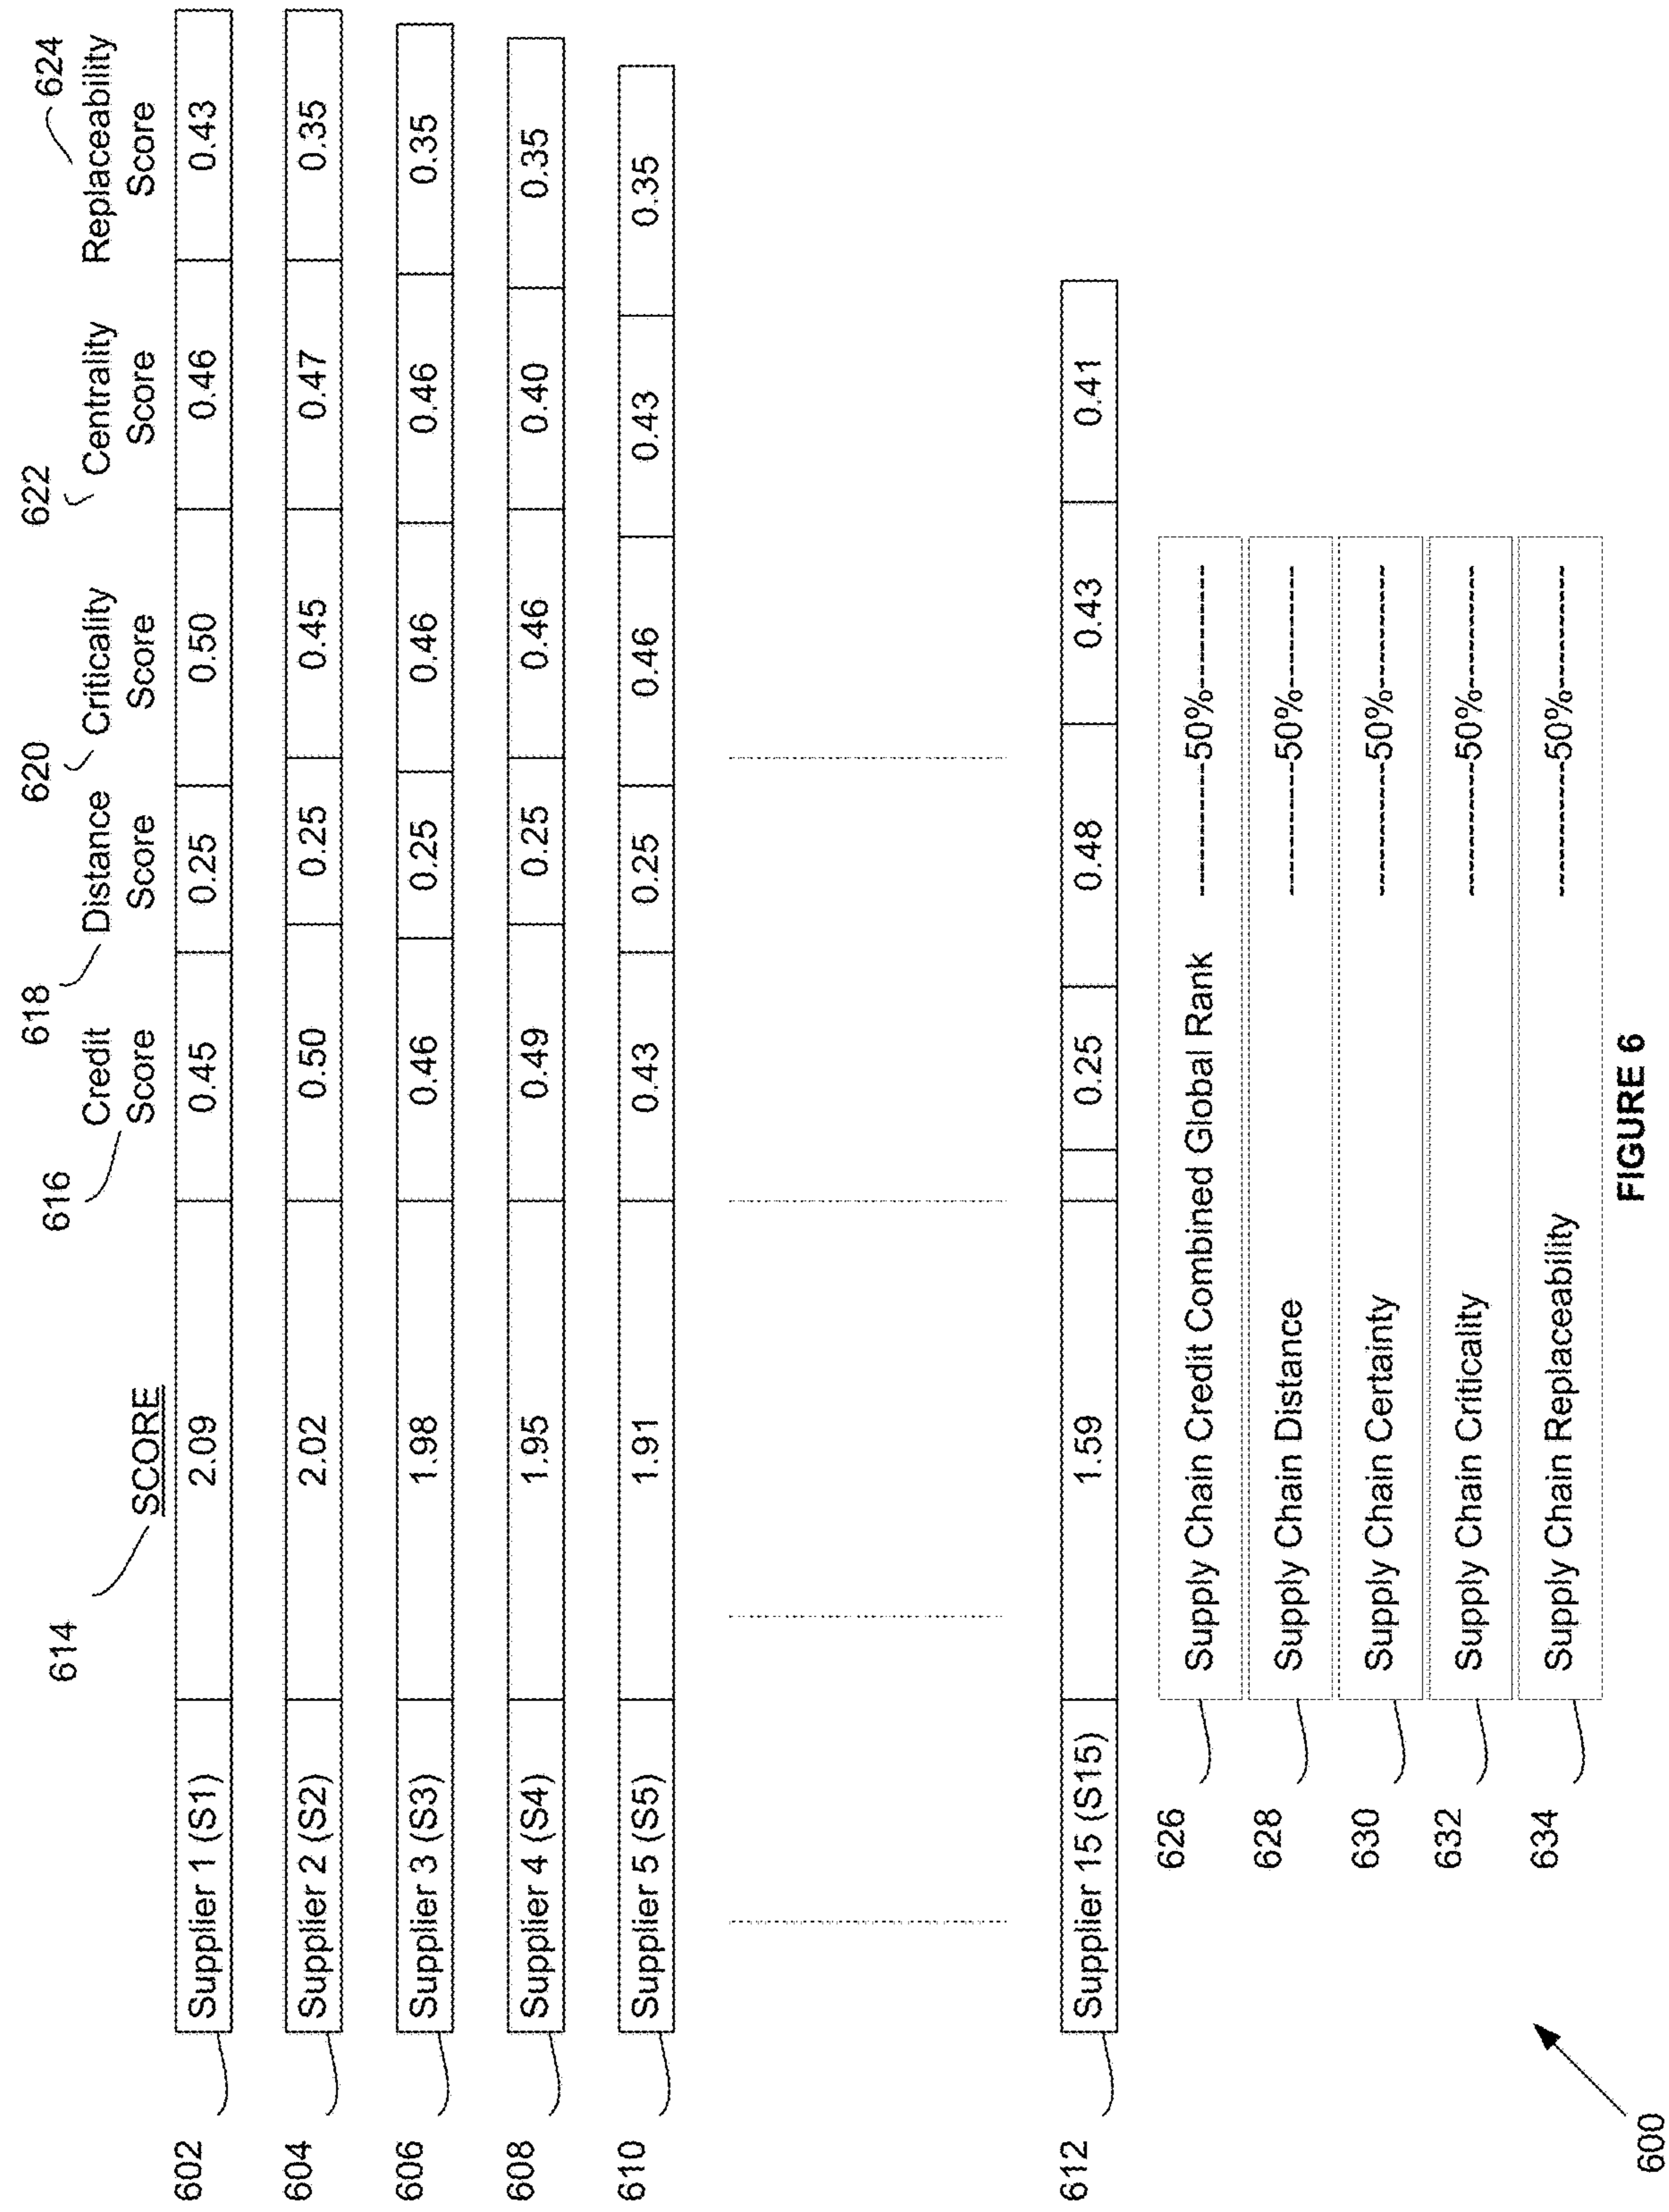 624
622
620
618
616
614
SCORE
Credit
Score
Distance
Score
Criticality
Score
Centrality
Score
Replaceability
Score
602 Supplier 1 (S1) 2.09 0.45 0.25 0.50 0.46 0.43
604 Supplier 2 (S2) 2.02 0.50 0.25 0.45 0.47 0.35
606 Supplier 3 (S3) 1.98 0.46 0.25 0.46 0.46 0.35
608 Supplier 4 (S4) 1.95 0.49 0.25 0.46 0.40 0.35
610 Supplier 5 (S5) 1.91 0.43 0.25 0.46 0.43 0.35
612 Supplier 15 (S15) 1.59 0.25 0.48 0.43 0.41
626 Supply Chain Credit Combined Global Rank 50%
628 Supply Chain Distance 50%
630 Supply Chain Certainty 50%
632 Supply Chain Criticality 50%
634 Supply Chain Replaceability 50%
600
FIGURE 6